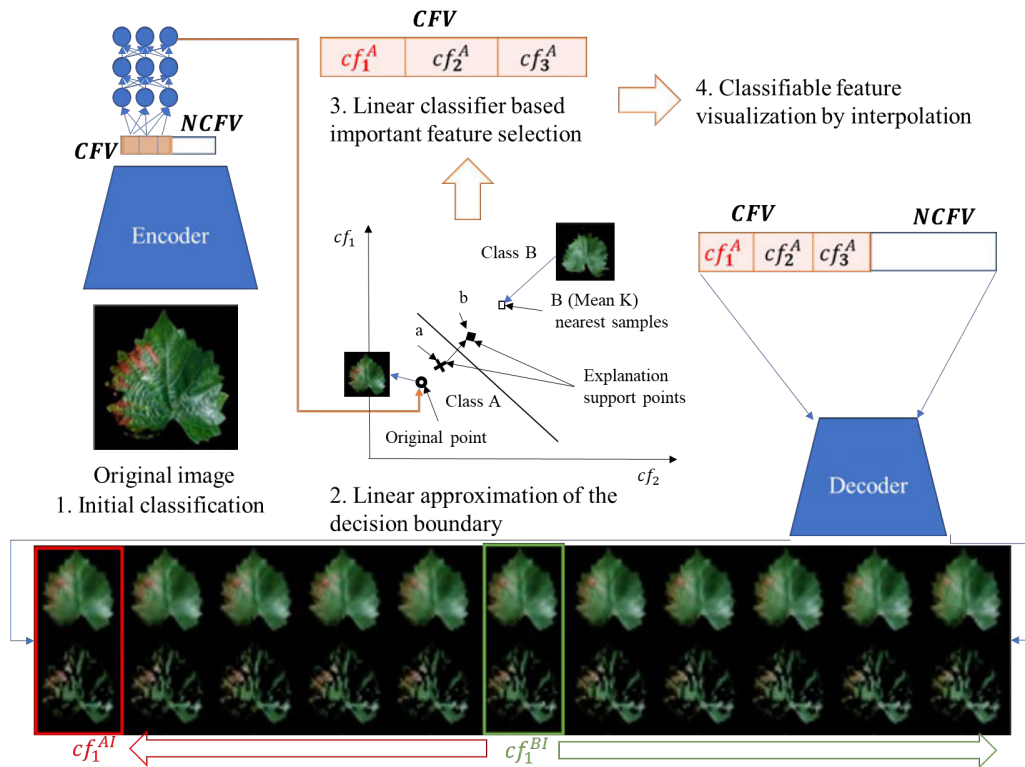 CFV
cf₁ᴬ cf₂ᴬ cf₃ᴬ
NCFV
CFV
3. Linear classifier based
important feature selection
4. Classifiable feature
visualization by interpolation
Encoder
CFV
NCFV
cf₁ᴬ cf₂ᴬ cf₃ᴬ
cf₁
Class B
b
B (Mean K)
nearest samples
a
Explanation
support points
Class A
Original point
cf₂
Original image
1. Initial classification
2. Linear approximation of the
decision boundary
Decoder
cf₁ᴬᴵ
cf₁ᴮᴵ